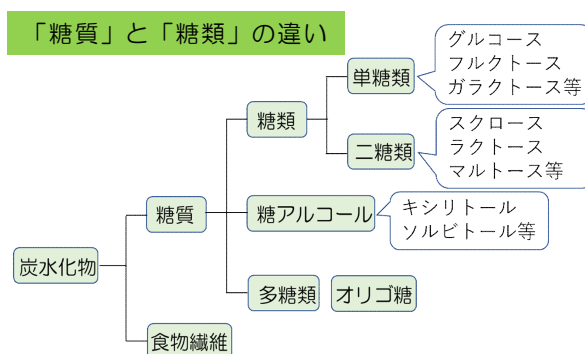 「糖質」と「糖類」の違い
グルコース
フルクトース
ガラクトース等
単糖類
糖類
スクロース
ラクトース
マルトース等
二糖類
糖質
糖アルコール
キシリトール
ソルビトール等
炭水化物
多糖類
オリゴ糖
食物繊維